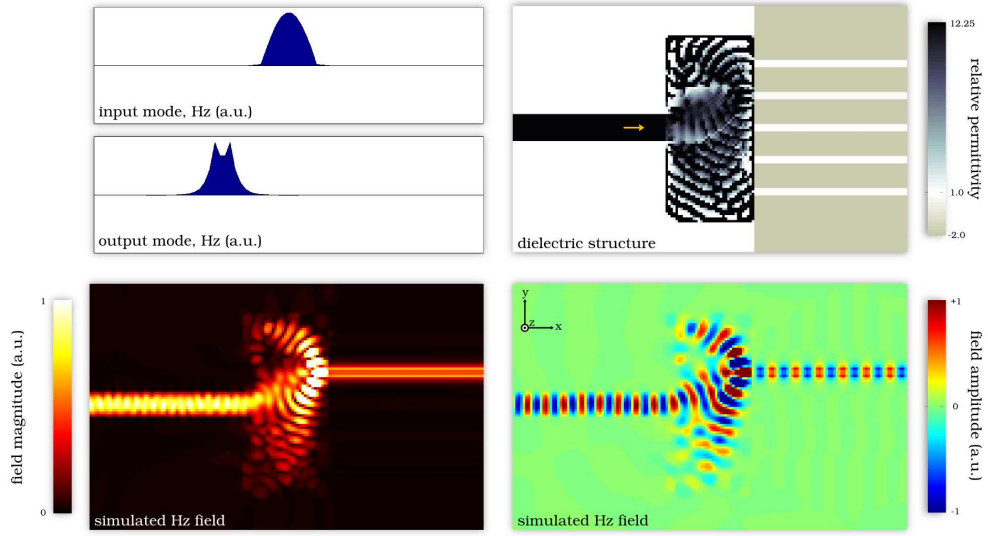 input mode, Hz (a.u.)
output mode, Hz (a.u.)
dielectric structure
12.25
1.0
-2.0
relative permittivity
field magnitude (a.u.)
1
0
simulated Hz field
y
z
x
simulated Hz field
+1
0
-1
field amplitude (a.u.)